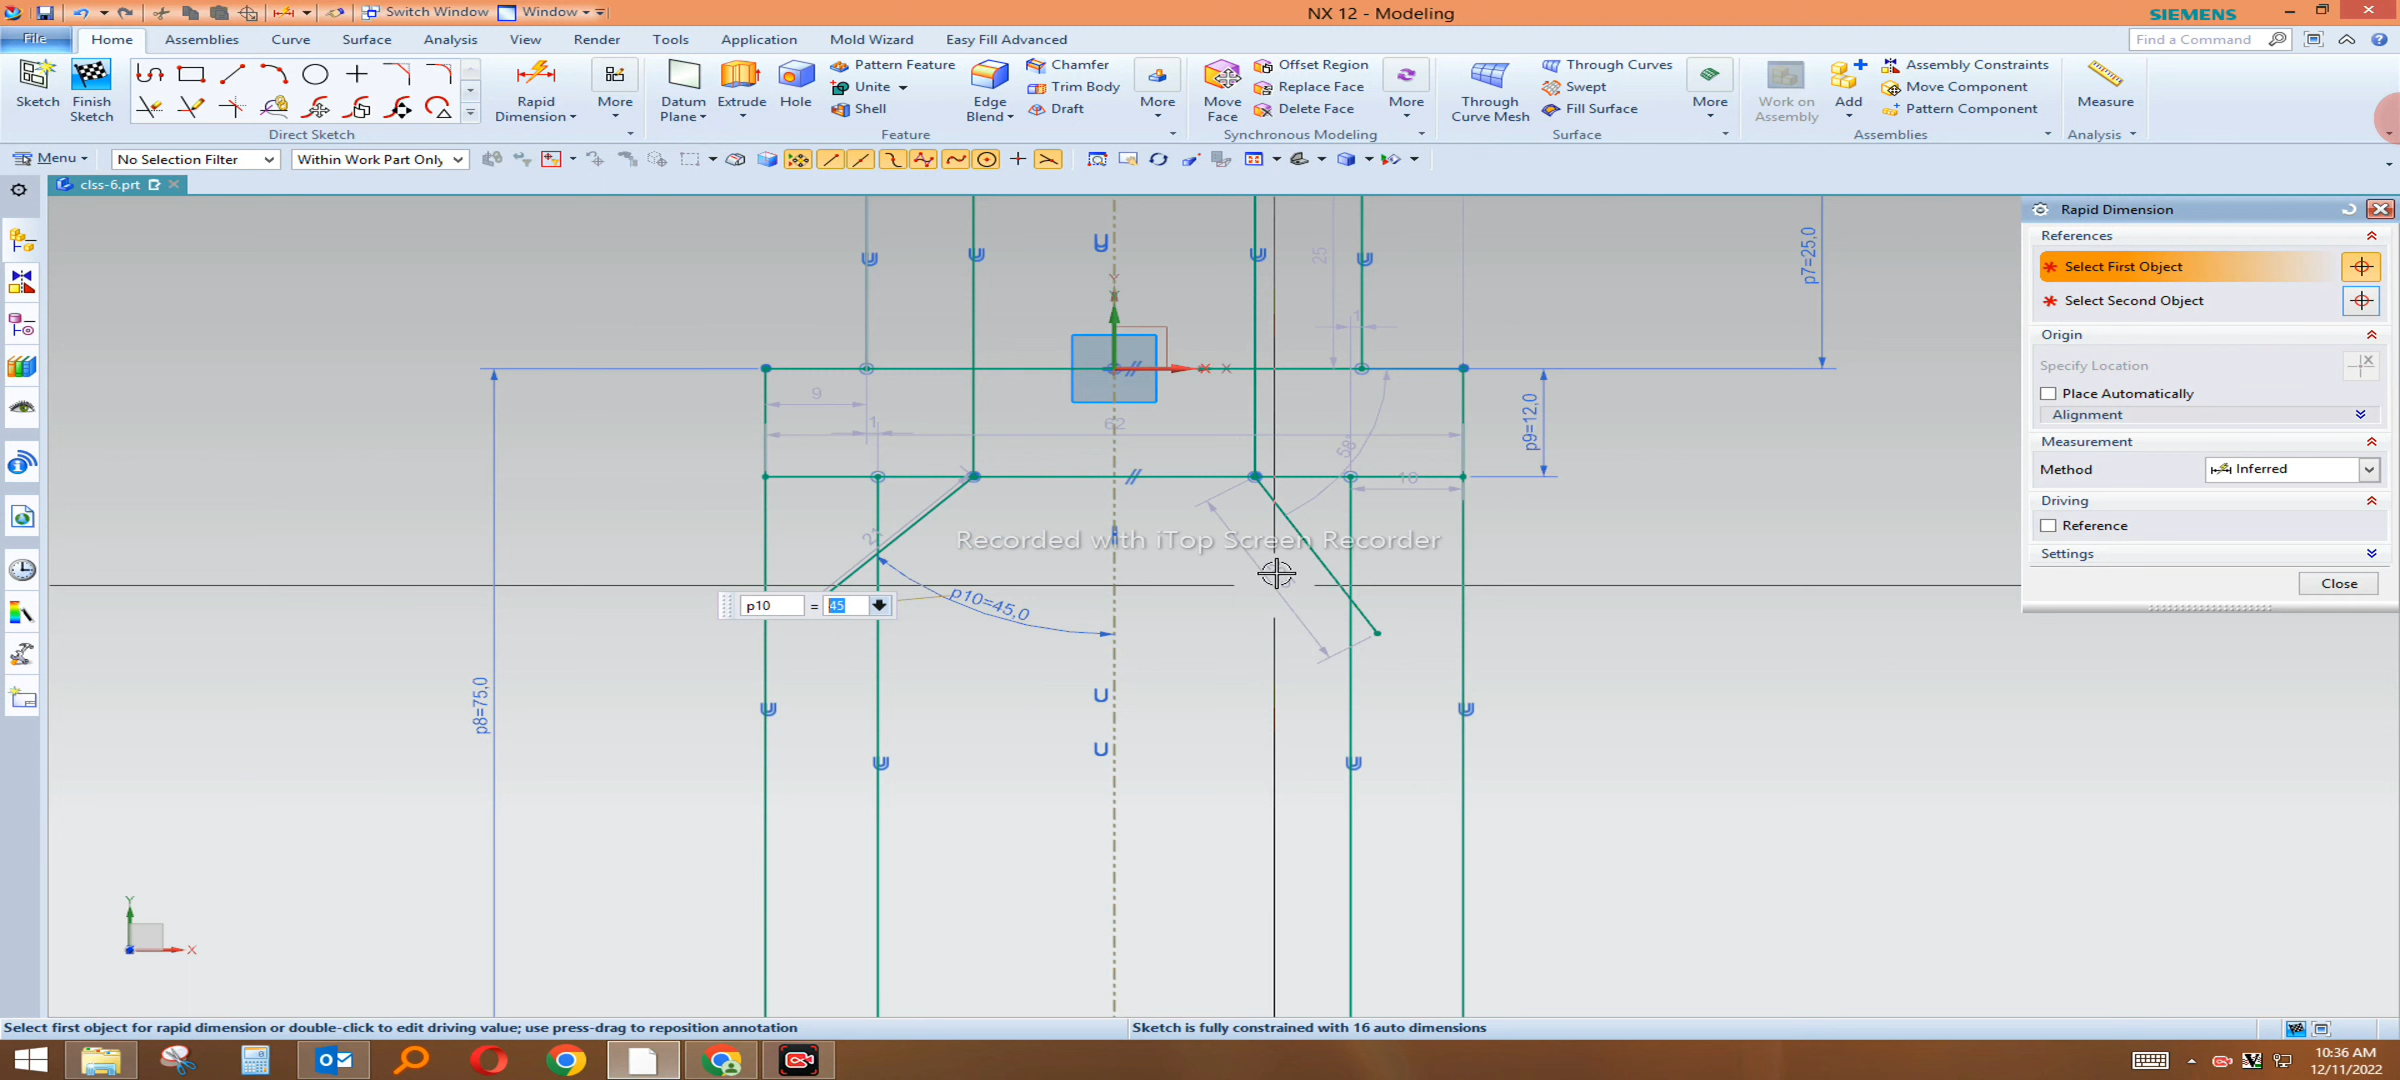 Switch Window Window NX 12 - Modeling SIEMENS
File Home Assemblies Curve Surface Analysis View Render Tools Application Mold Wizard Easy Fill Advanced Find a Command
Sketch Finish Sketch
Direct Sketch
Rapid Dimension More
Datum Plane Extrude Hole
Pattern Feature
Unite
Shell
Edge Blend
Chamfer
Trim Body
Draft
More
Feature
Move Face
Offset Region
Replace Face
Delete Face
More
Synchronous Modeling
Through Curve Mesh
Through Curves
Swept
Fill Surface
More
Surface
Work on Assembly Add
Assembly Constraints
Move Component
Pattern Component
Assemblies
Measure
Analysis
Menu No Selection Filter Within Work Part Only
clss-6.prt
Rapid Dimension
References
Select First Object
Select Second Object
Origin
Specify Location
Place Automatically
Alignment
Measurement
Method Inferred
Driving
Reference
Settings
Close
p7=25,0
25
1
Y
X X
9
62
1
58°
10
p9=12,0
Recorded with iTop Screen Recorder
p10 = 45
p10=45,0
p8=75,0
Y
X
Select first object for rapid dimension or double-click to edit driving value; use press-drag to reposition annotation Sketch is fully constrained with 16 auto dimensions
10:36 AM
12/11/2022